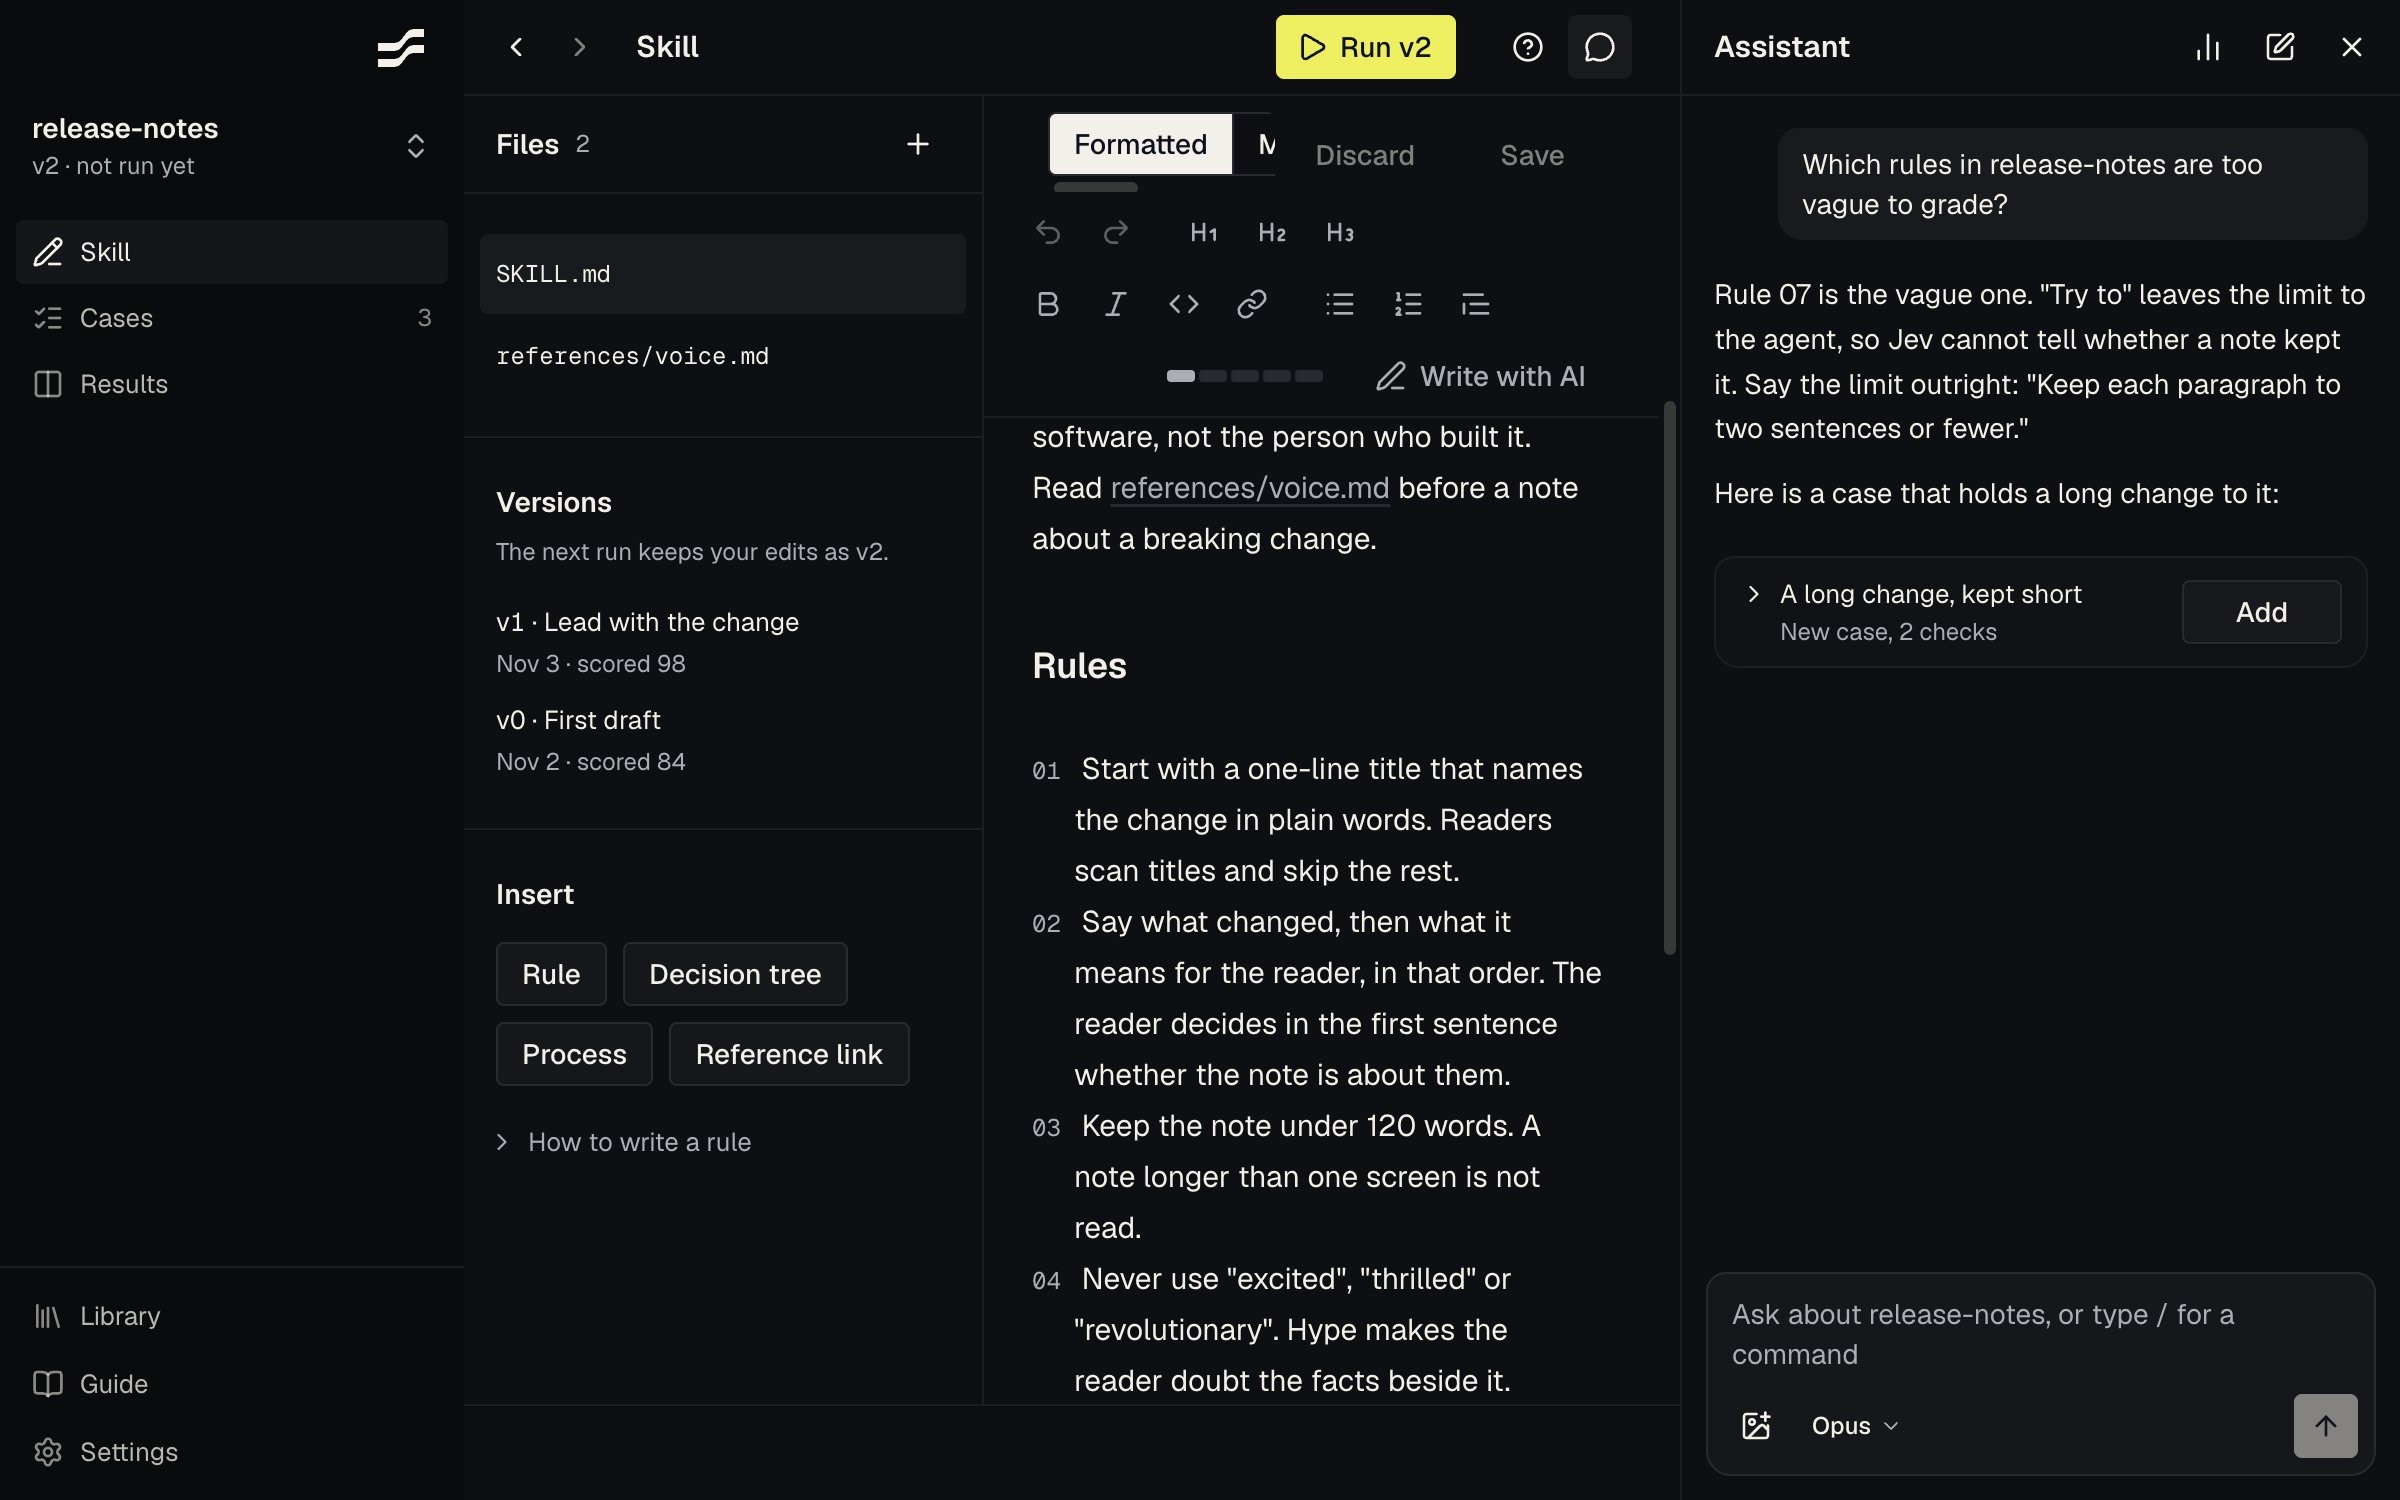 release-notes
v2 · not run yet
Skill
Cases 3
Results
Library
Guide
Settings
Skill
Run v2
Files 2
SKILL.md
references/voice.md
Versions
The next run keeps your edits as v2.
v1 · Lead with the change
Nov 3 · scored 98
v0 · First draft
Nov 2 · scored 84
Insert
Rule
Decision tree
Process
Reference link
How to write a rule
Formatted
Discard
Save
H1 H2 H3
Write with AI
software, not the person who built it.
Read references/voice.md before a note
about a breaking change.
Rules
01 Start with a one-line title that names
the change in plain words. Readers
scan titles and skip the rest.
02 Say what changed, then what it
means for the reader, in that order. The
reader decides in the first sentence
whether the note is about them.
03 Keep the note under 120 words. A
note longer than one screen is not
read.
04 Never use "excited", "thrilled" or
"revolutionary". Hype makes the
reader doubt the facts beside it.
Assistant
Which rules in release-notes are too
vague to grade?
Rule 07 is the vague one. "Try to" leaves the limit to
the agent, so Jev cannot tell whether a note kept
it. Say the limit outright: "Keep each paragraph to
two sentences or fewer."
Here is a case that holds a long change to it:
A long change, kept short
New case, 2 checks
Add
Ask about release-notes, or type / for a
command
Opus